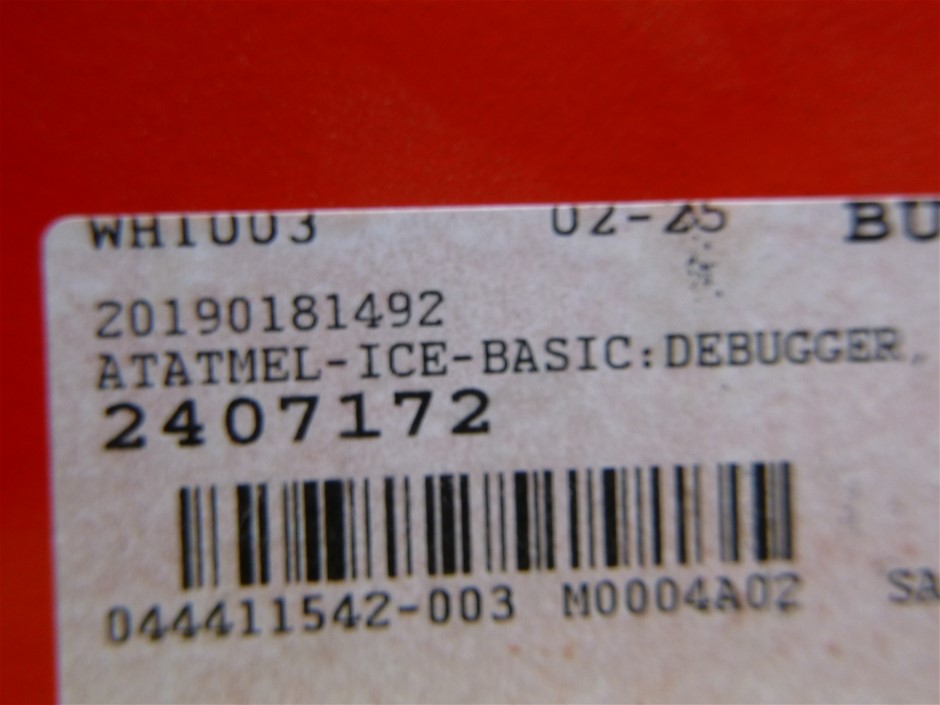 WH1003 02-25 BU
20190181492
ATATMEL-ICE-BASIC:DEBUGGER,
2407172
044411542-003 M0004A02 SA